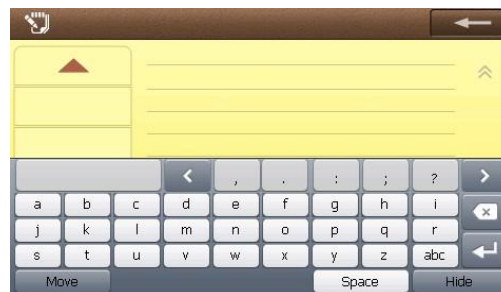 , . : ; ?
a b c d e f g h i
j k l m n o p q r
s t u v w x y z abc
Move Space Hide